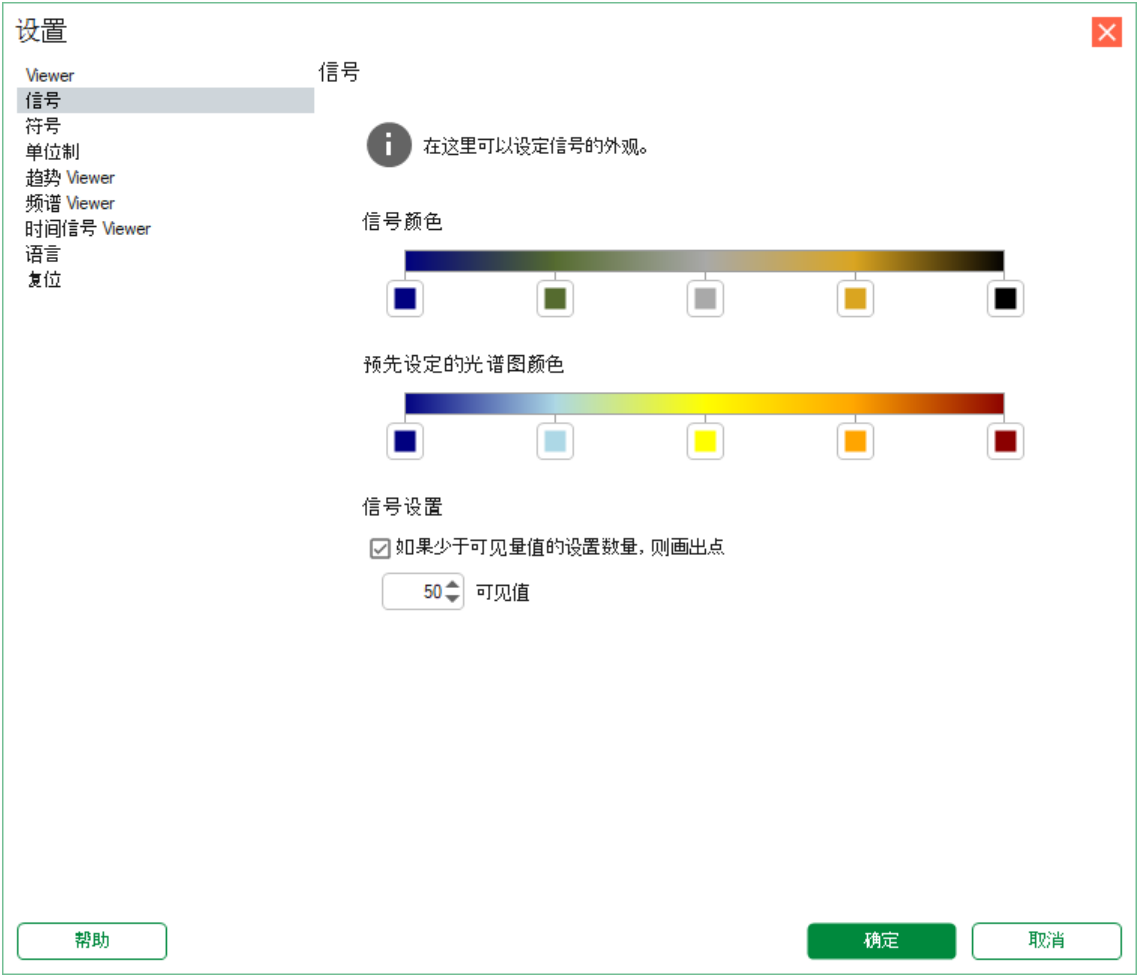 设置
Viewer
信号
符号
单位制
趋势 Viewer
频谱 Viewer
时间信号 Viewer
语言
复位
信号
在这里可以设定信号的外观。
信号颜色
预先设定的光谱图颜色
信号设置
如果少于可见量值的设置数量, 则画出点
50 可见值
帮助
确定
取消